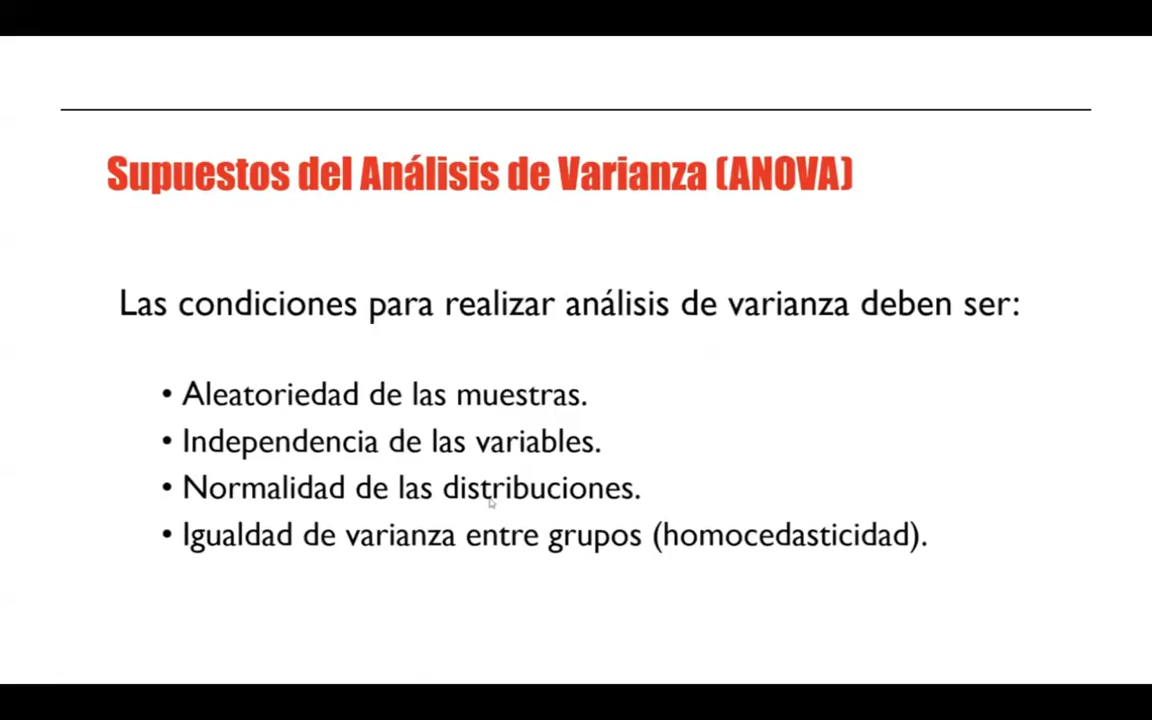 Supuestos del Análisis de Varianza (ANOVA)
Las condiciones para realizar análisis de varianza deben ser:
• Aleatoriedad de las muestras.
• Independencia de las variables.
• Normalidad de las distribuciones.
• Igualdad de varianza entre grupos (homocedasticidad).